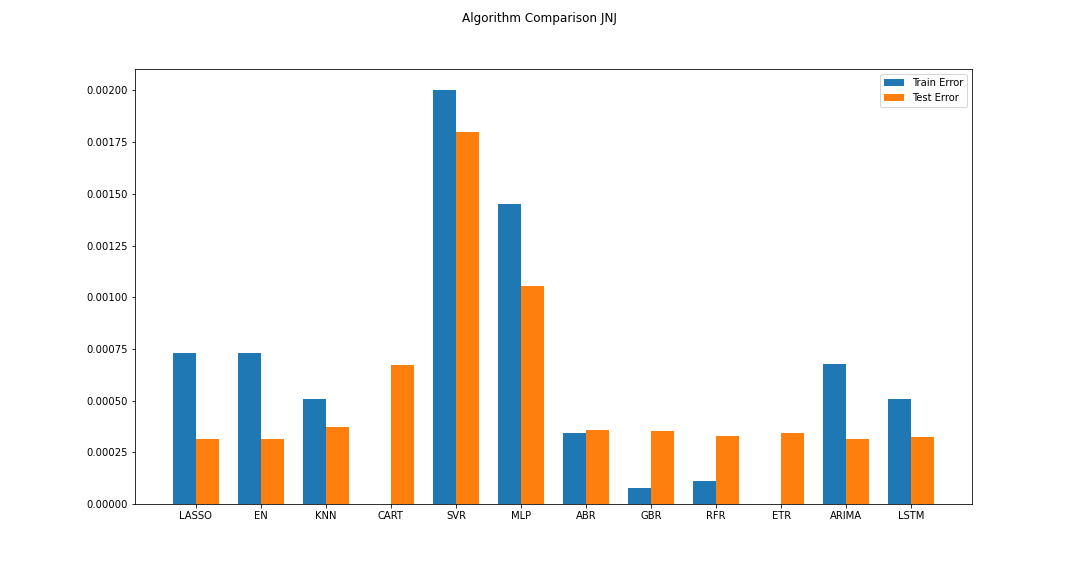 Algorithm Comparison JNJ
Train Error
Test Error
0.00200
0.00175
0.00150
0.00125
0.00100
0.00075
0.00050
0.00025
0.00000
LASSO EN KNN CART SVR MLP ABR GBR RFR ETR ARIMA LSTM